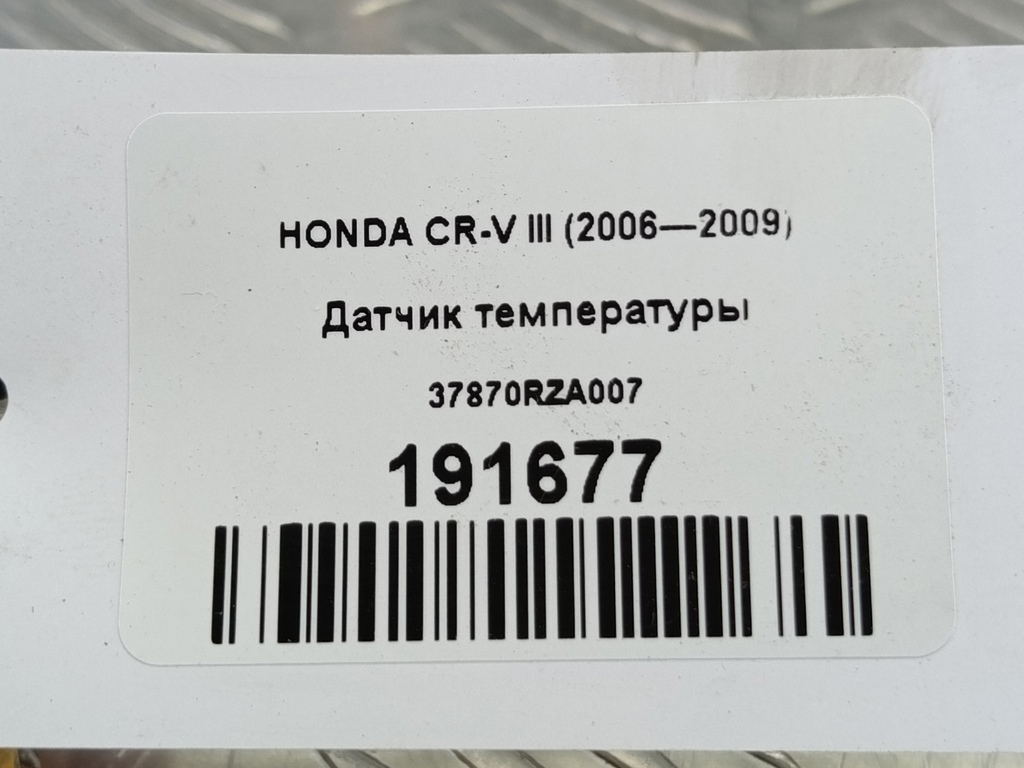 HONDA CR-V III (2006—2009)
Датчик температуры
37870RZA007
191677